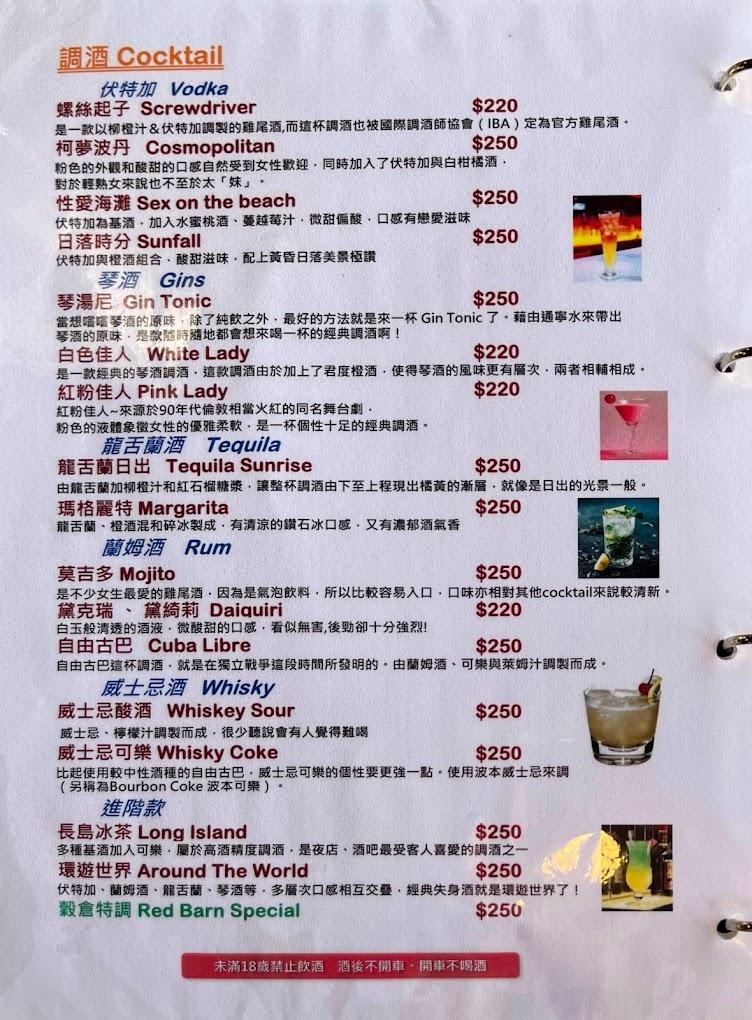 調酒 Cocktail
伏特加 Vodka
螺絲起子 Screwdriver $220
是一款以柳橙汁＆伏特加調製的雞尾酒,而這杯調酒也被國際調酒師協會（IBA）定為官方雞尾酒。
柯夢波丹 Cosmopolitan $250
粉色的外觀和酸甜的口感自然受到女性歡迎，同時加入了伏特加與白柑橘酒，
對於輕熟女來說也不至於太「妹」。
性愛海灘 Sex on the beach $250
伏特加為基酒，加入水蜜桃酒、蔓越莓汁，微甜偏酸，口感有戀愛滋味
日落時分 Sunfall $250
伏特加與橙酒組合，酸甜滋味，配上黃昏日落美景極讚
琴酒 Gins
琴湯尼 Gin Tonic $250
當想嚐嚐琴酒的原味，除了純飲之外，最好的方法就是來一杯 Gin Tonic 了。藉由通寧水來帶出
琴酒的原味，是款隨時隨地都會想來喝一杯的經典調酒啊！
白色佳人 White Lady $220
是一款經典的琴酒調酒，這款調酒由於加上了君度橙酒，使得琴酒的風味更有層次，兩者相輔相成。
紅粉佳人 Pink Lady $220
紅粉佳人~來源於90年代倫敦相當火紅的同名舞台劇，
粉色的液體象徵女性的優雅柔軟，是一杯個性十足的經典調酒。
龍舌蘭酒 Tequila
龍舌蘭日出 Tequila Sunrise $250
由龍舌蘭加柳橙汁和紅石榴糖漿，讓整杯調酒由下至上程現出橘黃的漸層，就像是日出的光景一般。
瑪格麗特 Margarita $250
龍舌蘭、橙酒混和碎冰製成，有清涼的鑽石冰口感，又有濃郁酒氣香
蘭姆酒 Rum
莫吉多 Mojito $250
是不少女生最愛的雞尾酒，因為是氣泡飲料，所以比較容易入口，口味亦相對其他cocktail來說較清新。
黛克瑞 、 黛綺莉 Daiquiri $220
白玉般清透的酒液，微酸甜的口感，看似無害,後勁卻十分強烈!
自由古巴 Cuba Libre $250
自由古巴這杯調酒，就是在獨立戰爭這段時間所發明的。由蘭姆酒、可樂與萊姆汁調製而成。
威士忌酒 Whisky
威士忌酸酒 Whiskey Sour $250
威士忌、檸檬汁調製而成，很少聽說會有人覺得難喝
威士忌可樂 Whisky Coke $250
比起使用較中性酒種的自由古巴，威士忌可樂的個性要更強一點。使用波本威士忌來調
（另稱為Bourbon Coke 波本可樂）。
進階款
長島冰茶 Long Island $250
多種基酒加入可樂，屬於高酒精度調酒，是夜店、酒吧最受客人喜愛的調酒之一
環遊世界 Around The World $250
伏特加、蘭姆酒、龍舌蘭、琴酒等，多層次口感相互交疊，經典失身酒就是環遊世界了！
穀倉特調 Red Barn Special $250
未滿18歲禁止飲酒 酒後不開車、開車不喝酒